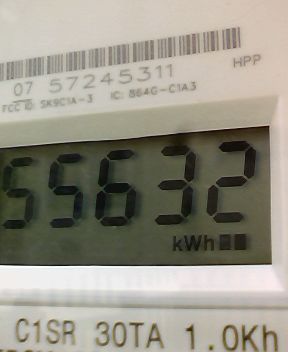 07 57245311
HPP
FCC ID: SK9C1A-3 IC: 864G-C1A3
55632
kWh
C1SR 30TA 1.0Kh